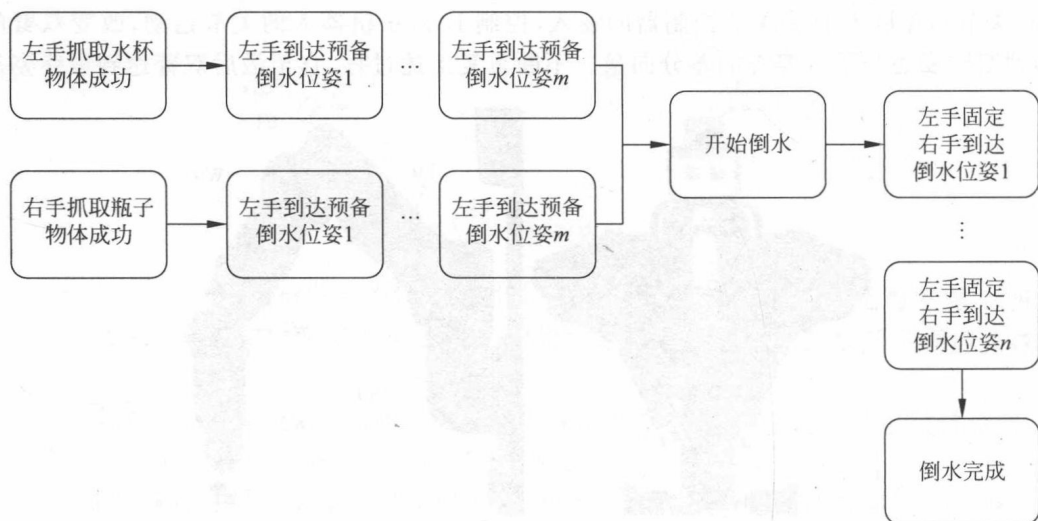 左手抓取水杯
物体成功
左手到达预备
倒水位姿1
…
左手到达预备
倒水位姿m
开始倒水
左手固定
右手到达
倒水位姿1
右手抓取瓶子
物体成功
左手到达预备
倒水位姿1
…
左手到达预备
倒水位姿m
⋮
左手固定
右手到达
倒水位姿n
倒水完成